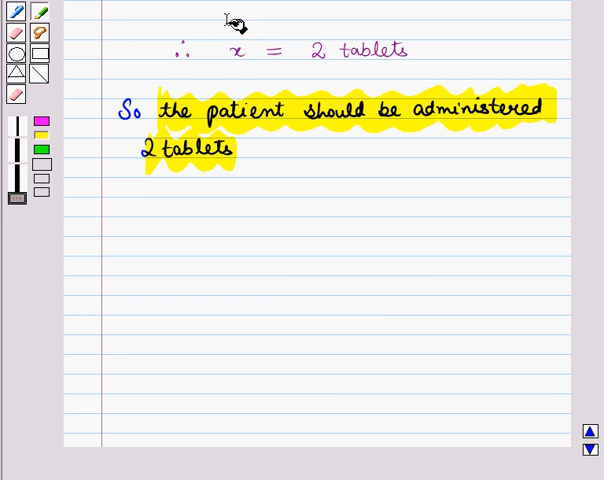 ∴ x = 2 tablets
So the patient should be administered
2 tablets